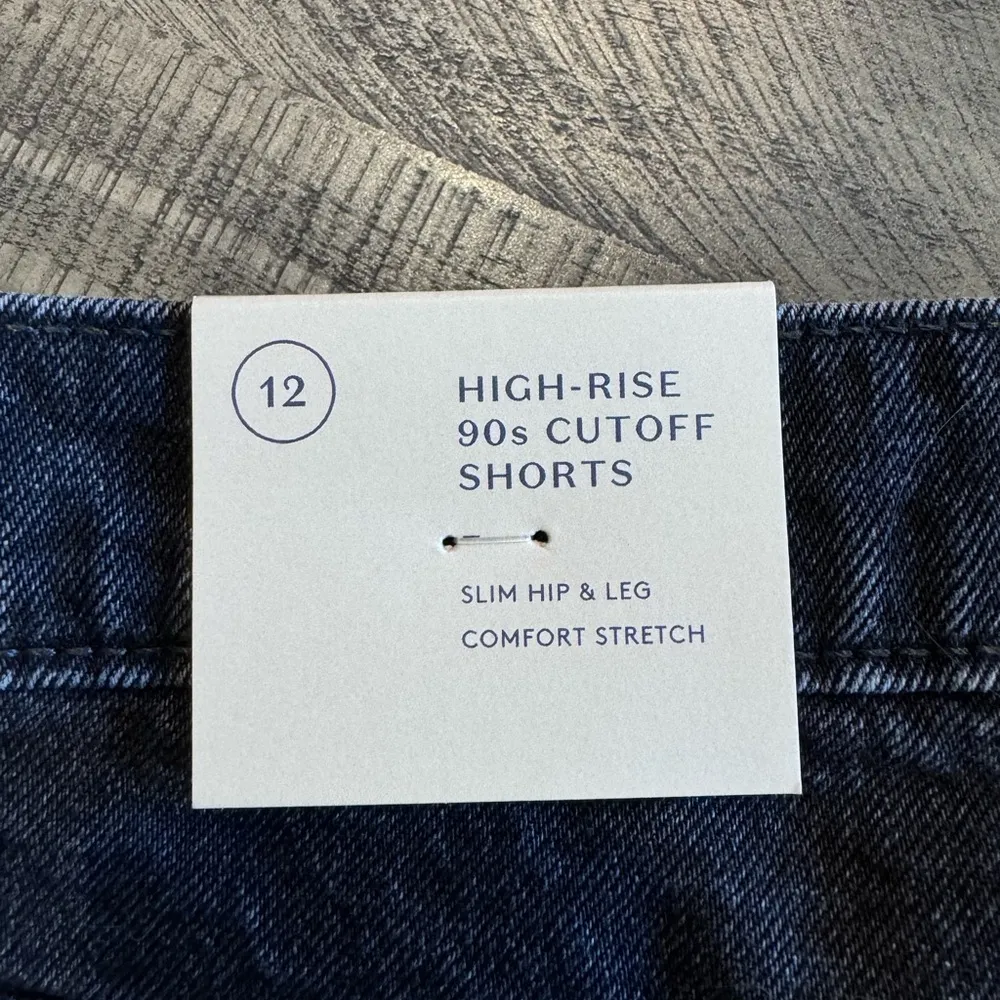 12
HIGH-RISE
90s CUTOFF
SHORTS
SLIM HIP & LEG
COMFORT STRETCH